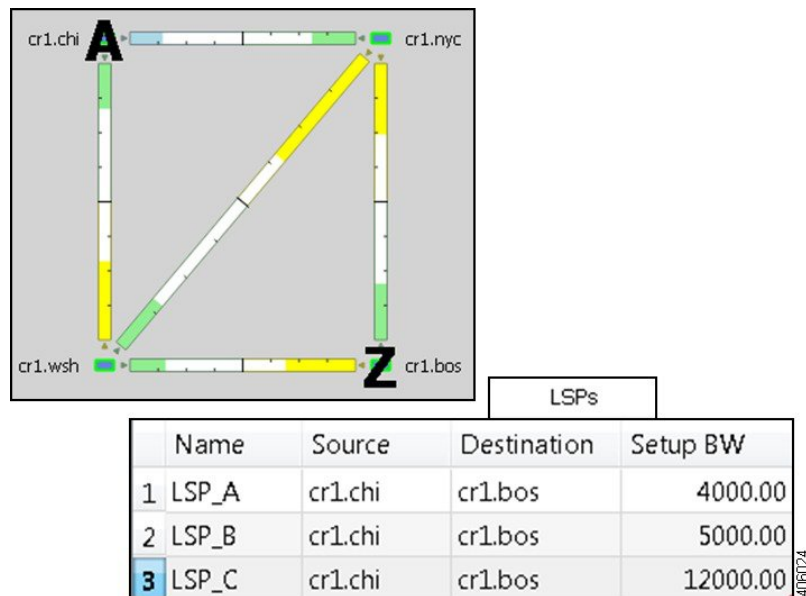 A
cr1.chi
cr1.nyc
cr1.wsh
Z
cr1.bos
LSPs
Name Source Destination Setup BW
1 LSP_A cr1.chi cr1.bos 4000.00
2 LSP_B cr1.chi cr1.bos 5000.00
3 LSP_C cr1.chi cr1.bos 12000.00
406024